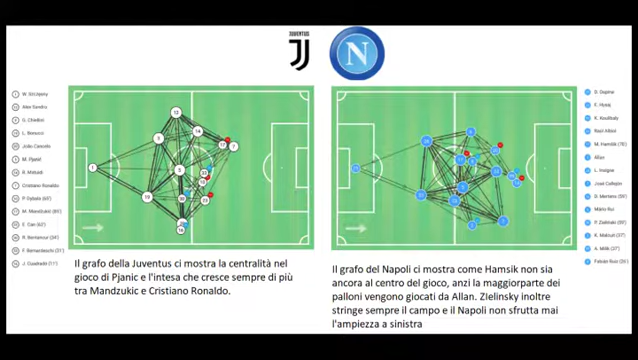 JUVENTUS
N
W. Szczesny
Alex Sandro
G. Chiellini
L. Bonucci
João Cancelo
M. Pjanić
B. Matuidi
Cristiano Ronaldo
P. Dybala
M. Mandžukić
E. Can
R. Bentancur
F. Bernardeschi
J. Cuadrado
D. Ospina
E. Hysaj
K. Koulibaly
Raúl Albiol
M. Hamšík
Allan
L. Insigne
José Callejón
D. Mertens
Mário Rui
P. Zieliński
N. Maksimović
A. Milik
Fabián Ruiz
Il grafo della Juventus ci mostra la centralità nel
gioco di Pjanic e l'intesa che cresce sempre di più
tra Mandzukic e Cristiano Ronaldo.
Il grafo del Napoli ci mostra come Hamsik non sia
ancora al centro del gioco, anzi la maggiorparte dei
palloni vengono giocati da Allan. Zielinsky inoltre
stringe sempre il campo e il Napoli non sfrutta mai
l'ampiezza a sinistra